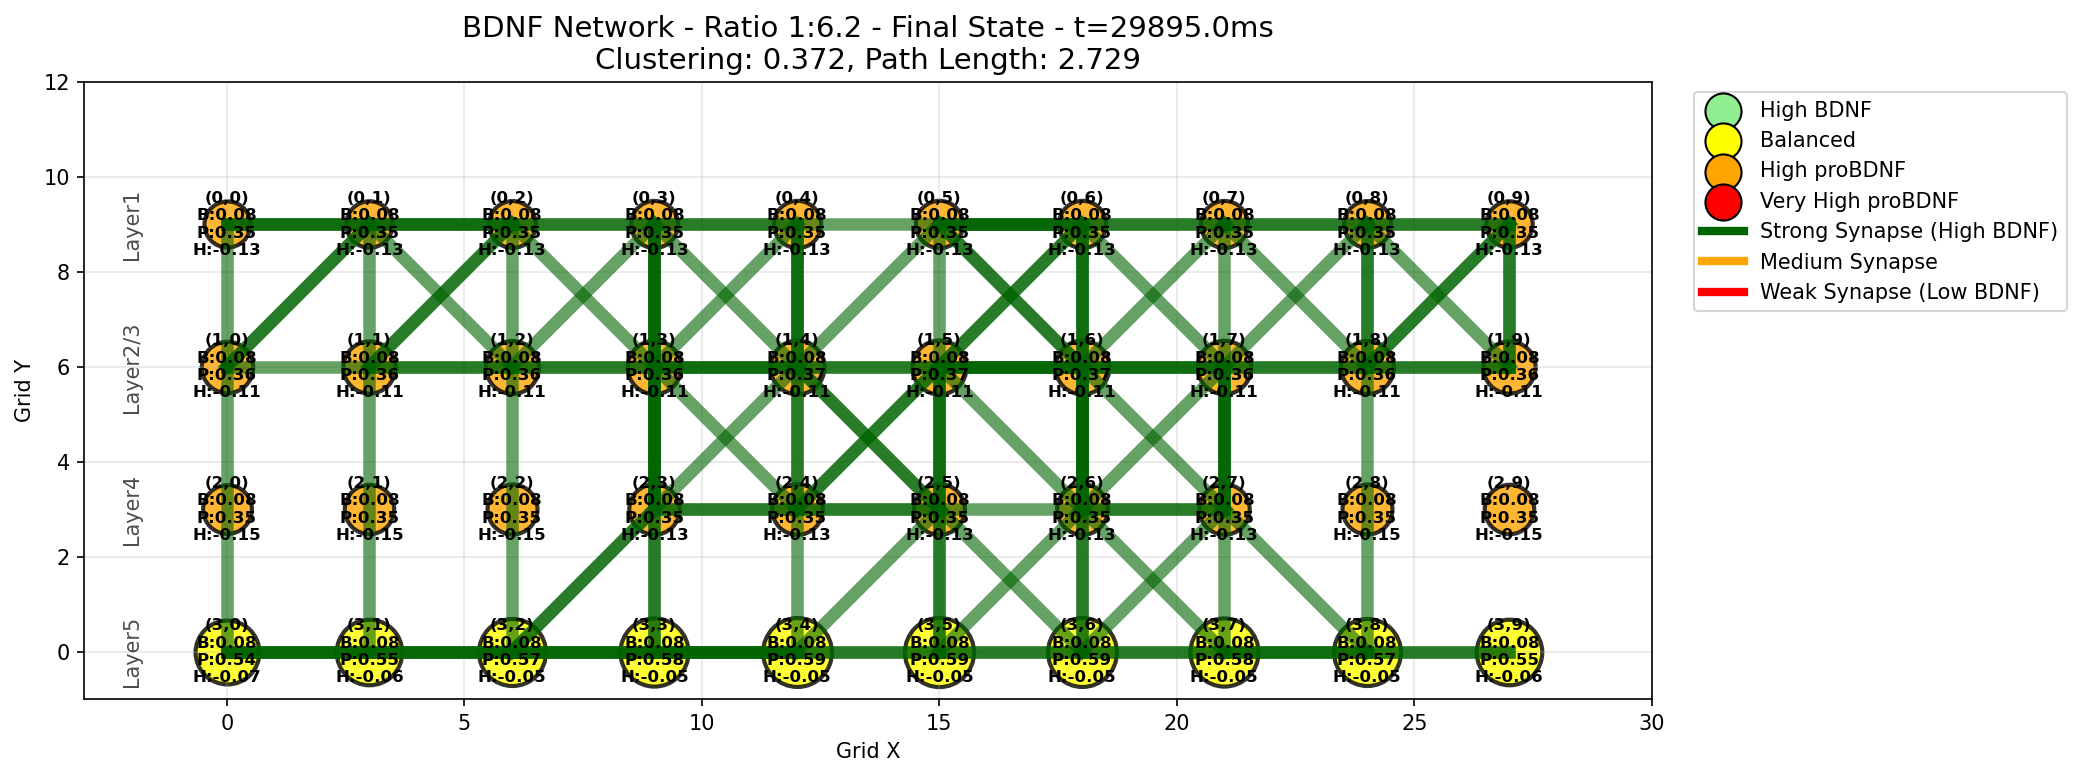 BDNF Network - Ratio 1:6.2 - Final State - t=29895.0ms
Clustering: 0.372, Path Length: 2.729
12
10
8
6
4
2
0
Grid Y
Layer1
(0,0) (0,1) (0,2) (0,3) (0,4) (0,5) (0,6) (0,7) (0,8) (0,9)
B:0.08 B:0.08 B:0.08 B:0.08 B:0.08 B:0.08 B:0.08 B:0.08 B:0.08 B:0.08
P:0.35 P:0.35 P:0.35 P:0.35 P:0.35 P:0.35 P:0.35 P:0.35 P:0.35 P:0.35
H:-0.13 H:-0.13 H:-0.13 H:-0.13 H:-0.13 H:-0.13 H:-0.13 H:-0.13 H:-0.13 H:-0.13
Layer2/3
(1,0) (1,1) (1,2) (1,3) (1,4) (1,5) (1,6) (1,7) (1,8) (1,9)
B:0.08 B:0.08 B:0.08 B:0.08 B:0.08 B:0.08 B:0.08 B:0.08 B:0.08 B:0.08
P:0.36 P:0.36 P:0.36 P:0.36 P:0.37 P:0.37 P:0.37 P:0.36 P:0.36 P:0.36
H:-0.11 H:-0.11 H:-0.11 H:-0.11 H:-0.11 H:-0.11 H:-0.11 H:-0.11 H:-0.11 H:-0.11
Layer4
(2,0) (2,1) (2,2) (2,3) (2,4) (2,5) (2,6) (2,7) (2,8) (2,9)
B:0.08 B:0.08 B:0.08 B:0.08 B:0.08 B:0.08 B:0.08 B:0.08 B:0.08 B:0.08
P:0.35 P:0.35 P:0.35 P:0.35 P:0.35 P:0.35 P:0.35 P:0.35 P:0.35 P:0.35
H:-0.15 H:-0.15 H:-0.15 H:-0.13 H:-0.13 H:-0.13 H:-0.13 H:-0.13 H:-0.15 H:-0.15
Layer5
(3,0) (3,1) (3,2) (3,3) (3,4) (3,5) (3,6) (3,7) (3,8) (3,9)
B:0.08 B:0.08 B:0.08 B:0.08 B:0.08 B:0.08 B:0.08 B:0.08 B:0.08 B:0.08
P:0.54 P:0.55 P:0.57 P:0.58 P:0.59 P:0.59 P:0.59 P:0.58 P:0.57 P:0.55
H:-0.07 H:-0.06 H:-0.05 H:-0.05 H:-0.05 H:-0.05 H:-0.05 H:-0.05 H:-0.05 H:-0.06
0 5 10 15 20 25 30
Grid X
High BDNF
Balanced
High proBDNF
Very High proBDNF
Strong Synapse (High BDNF)
Medium Synapse
Weak Synapse (Low BDNF)